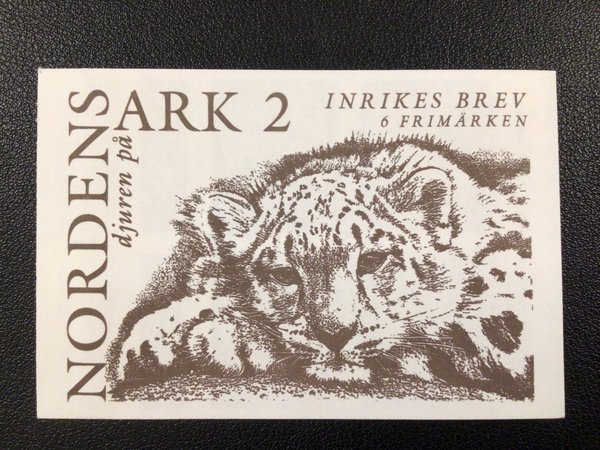 NORDENS
djuren på
ARK 2
INRIKES BREV
6 FRIMÄRKEN